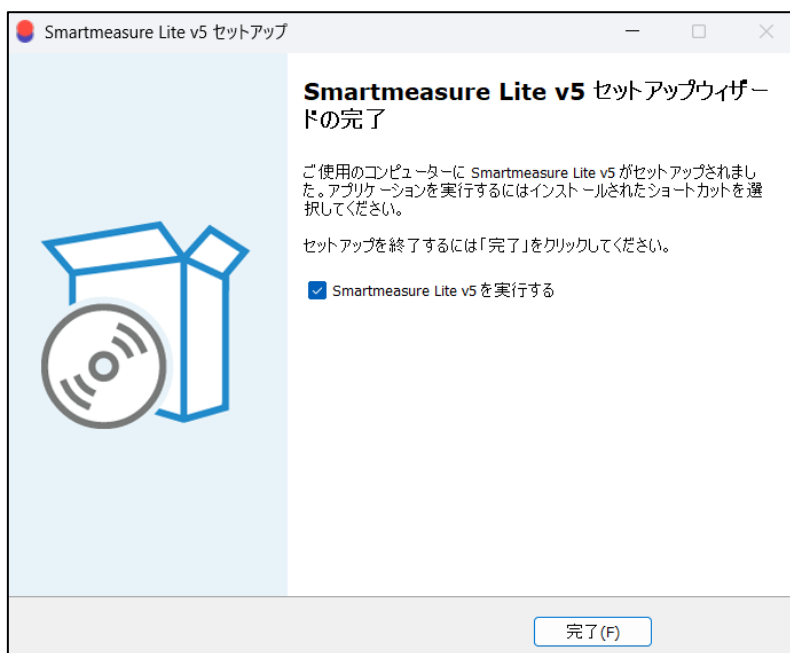 Smartmeasure Lite v5 セットアップ
Smartmeasure Lite v5 セットアップウィザー
ドの完了
ご使用のコンピューターに Smartmeasure Lite v5 がセットアップされまし
た。アプリケーションを実行するにはインストールされたショートカットを選
択してください。
セットアップを終了するには「完了」をクリックしてください。
Smartmeasure Lite v5 を実行する
完了(F)